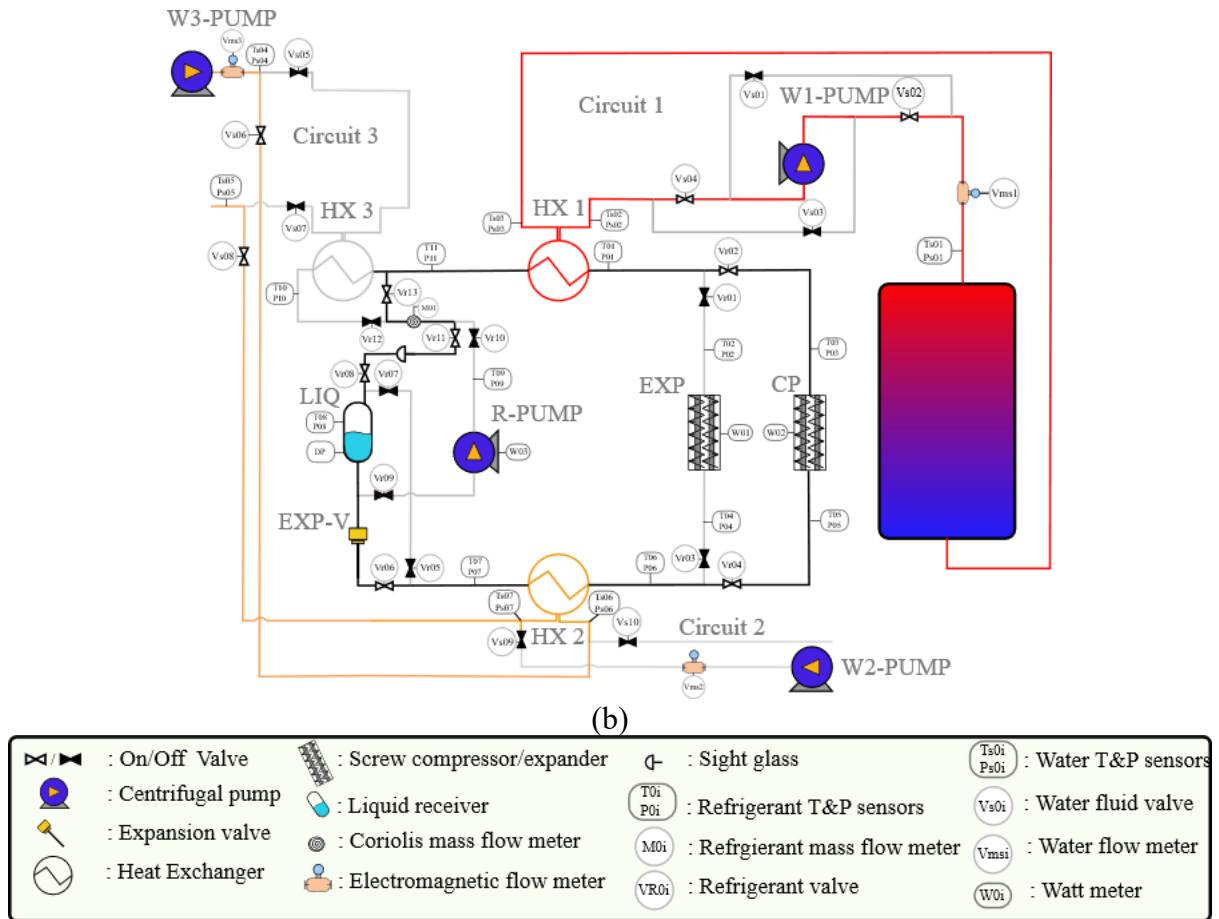 W3-PUMP
Vms3
Ts04
Ps04
Vs05
Vs01
W1-PUMP
Vs02
Circuit 1
Vs06
Circuit 3
Ts05
Ps05
Vs04
Vms1
HX 3
Vs07
Ts03
Ps03
HX 1
Ts02
Ps02
Vs03
Vs08
T11
P11
T01
P01
Vr02
Ts01
Ps01
T10
P10
Vr13
M01
Vr01
Vr12
Vr11
Vr10
T02
P02
T03
P03
Vr08
Vr07
T09
P09
LIQ
R-PUMP
EXP
CP
T08
P08
DP
W03
W01
W02
Vr09
EXP-V
T04
P04
T05
P05
Vr06
Vr05
T07
P07
T06
P06
Vr03
Vr04
Ts07
Ps07
Ts06
Ps06
Vs09
HX 2
Vs10
Circuit 2
Vms2
W2-PUMP
(b)
/ : On/Off Valve
: Screw compressor/expander
: Sight glass
Ts0i
Ps0i
: Water T&P sensors
: Centrifugal pump
: Liquid receiver
T0i
P0i
: Refrigerant T&P sensors
Vs0i
: Water fluid valve
: Expansion valve
: Coriolis mass flow meter
M0i
: Refrgierant mass flow meter
Vmsi
: Water flow meter
: Heat Exchanger
: Electromagnetic flow meter
VR0i
: Refrigerant valve
W0i
: Watt meter